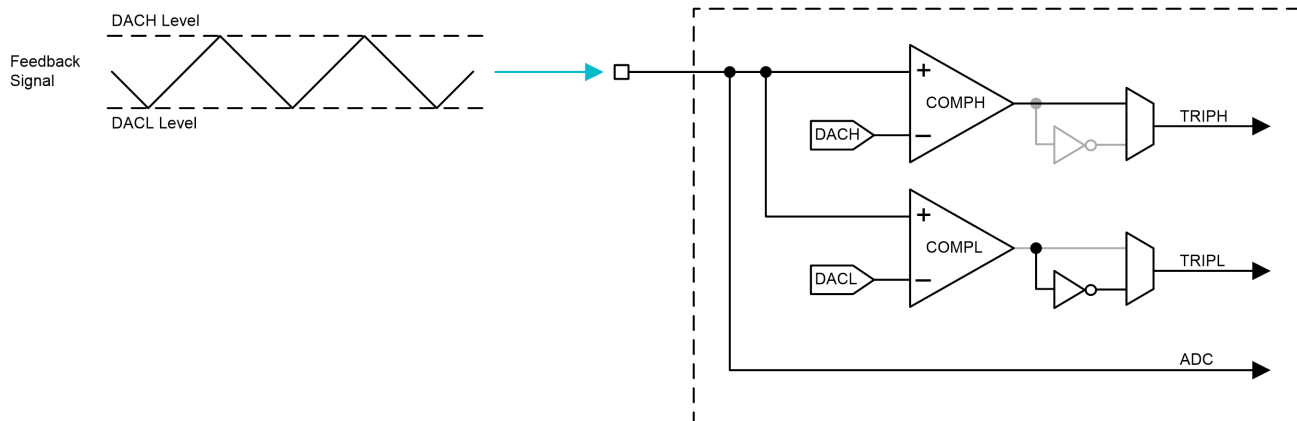 DACH Level
Feedback
Signal
DACL Level
+
COMPH
DACH
−
TRIPH
+
COMPL
DACL
−
TRIPL
ADC